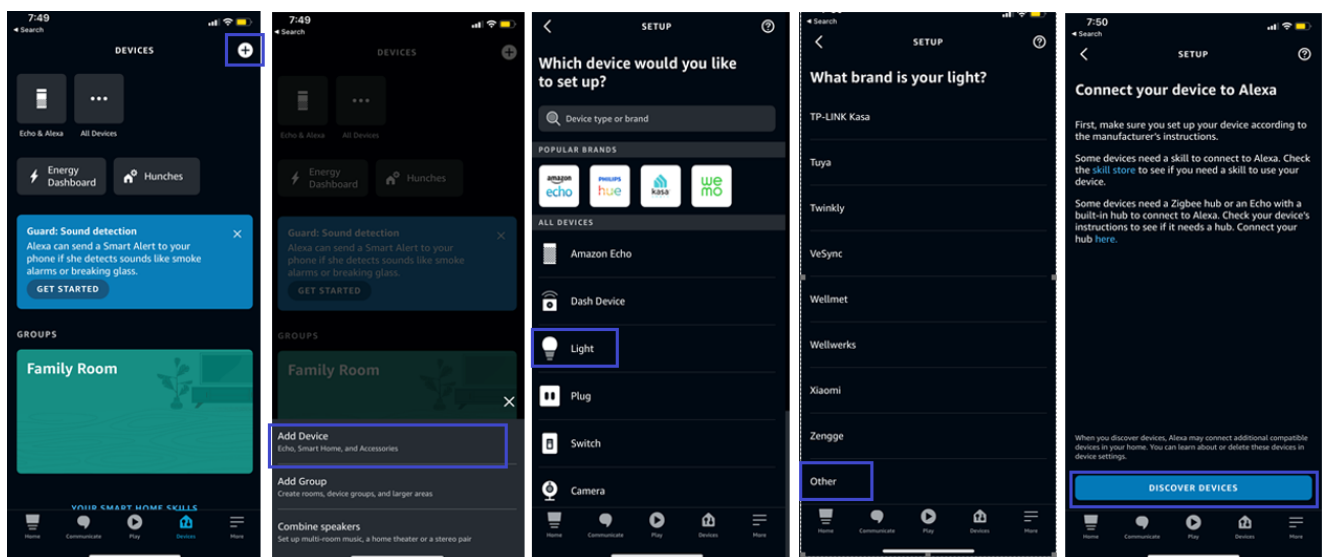 7:49
Search
DEVICES
Echo & Alexa
All Devices
Energy
Dashboard
Hunches
Guard: Sound detection
Alexa can send a Smart Alert to your
phone if she detects sounds like smoke
alarms or breaking glass.
GET STARTED
GROUPS
Family Room
YOUR SMART HOME SKILLS
Home
Communicate
Play
Devices
More
7:49
Search
DEVICES
Echo & Alexa
All Devices
Energy
Dashboard
Hunches
Guard: Sound detection
Alexa can send a Smart Alert to your
phone if she detects sounds like smoke
alarms or breaking glass.
GET STARTED
GROUPS
Family Room
Add Device
Echo, Smart Home, and Accessories
Add Group
Create rooms, device groups, and larger areas
Combine speakers
Set up multi-room music, a home theater or a stereo pair
SETUP
Which device would you like
to set up?
Device type or brand
POPULAR BRANDS
amazon
echo
PHILIPS
hue
kasa
we
mo
ALL DEVICES
Amazon Echo
Dash Device
Light
Plug
Switch
Camera
Home
Communicate
Play
Devices
More
Search
SETUP
What brand is your light?
TP-LINK Kasa
Tuya
Twinkly
VeSync
Wellmet
Wellwerks
Xiaomi
Zengge
Other
Home
Communicate
Play
Devices
More
7:50
Search
SETUP
Connect your device to Alexa
First, make sure you set up your device according to
the manufacturer's instructions.
Some devices need a skill to connect to Alexa. Check
the skill store to see if you need a skill to use your
device.
Some devices need a Zigbee hub or an Echo with a
built-in hub to connect to Alexa. Check your device's
instructions to see if it needs a hub. Connect your
hub here.
When you discover devices, Alexa may connect additional compatible
devices in your home. You can learn about or delete these devices in
device settings.
DISCOVER DEVICES
Home
Communicate
Play
Devices
More